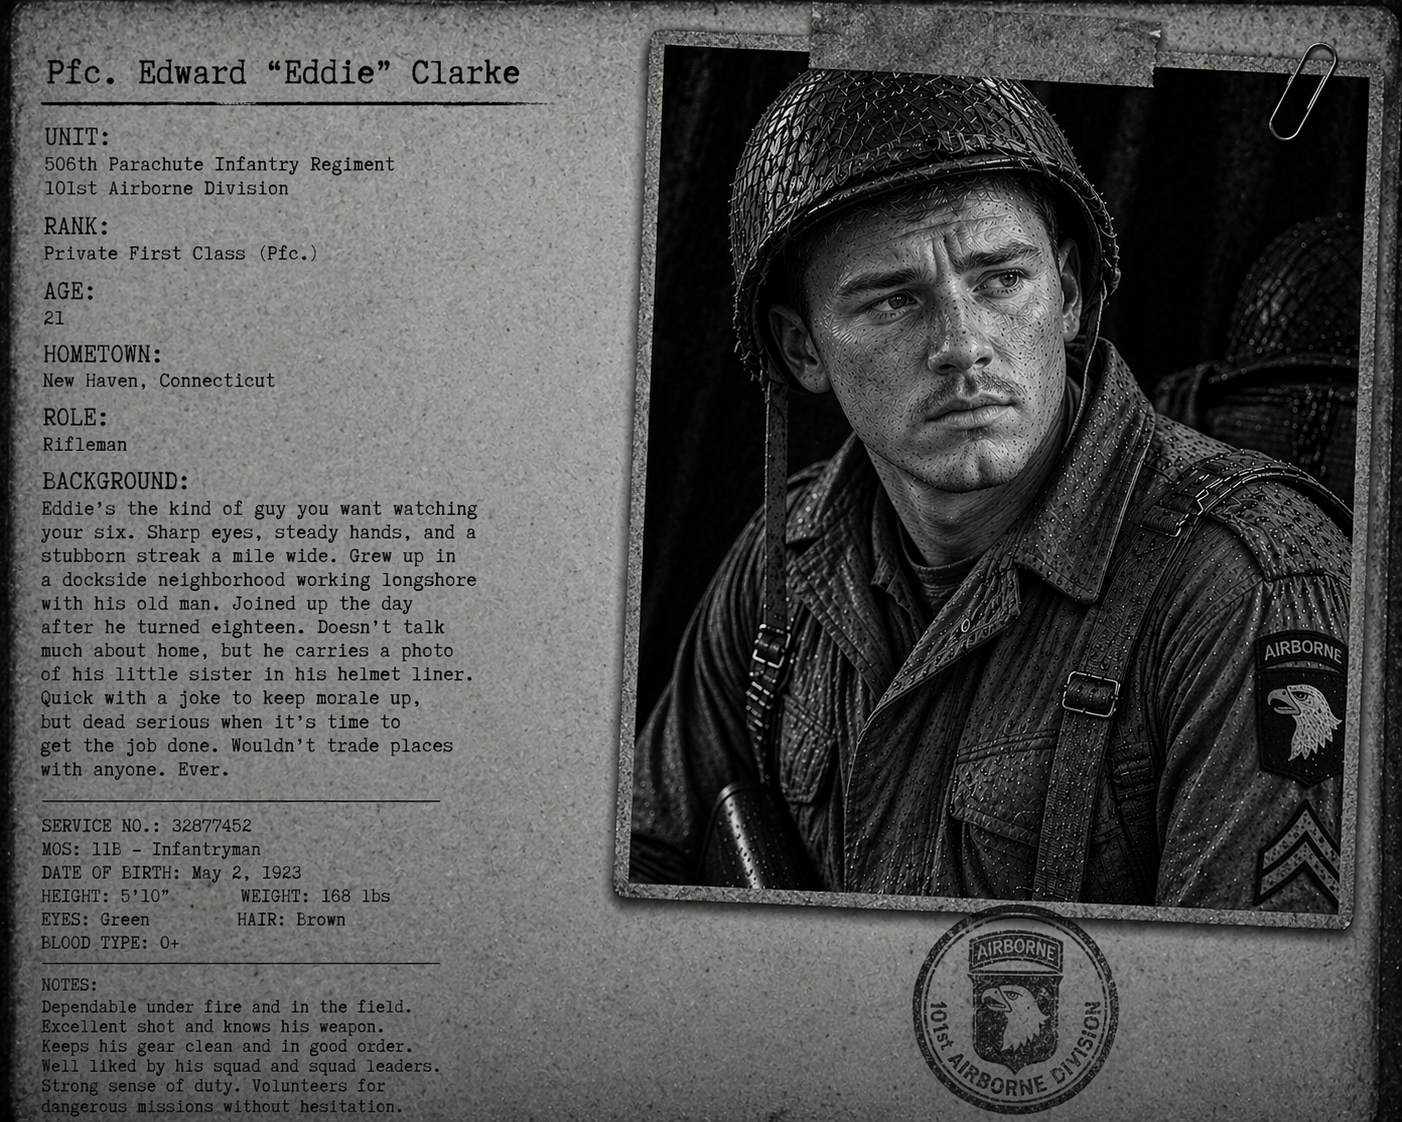 Pfc. Edward “Eddie” Clarke
UNIT:
506th Parachute Infantry Regiment
101st Airborne Division
RANK:
Private First Class (Pfc.)
AGE:
21
HOMETOWN:
New Haven, Connecticut
ROLE:
Rifleman
BACKGROUND:
Eddie’s the kind of guy you want watching
your six. Sharp eyes, steady hands, and a
stubborn streak a mile wide. Grew up in
a dockside neighborhood working longshore
with his old man. Joined up the day
after he turned eighteen. Doesn’t talk
much about home, but he carries a photo
of his little sister in his helmet liner.
Quick with a joke to keep morale up,
but dead serious when it’s time to
get the job done. Wouldn’t trade places
with anyone. Ever.
SERVICE NO.: 32877452
MOS: 11B – Infantryman
DATE OF BIRTH: May 2, 1923
HEIGHT: 5’10” WEIGHT: 168 lbs
EYES: Green HAIR: Brown
BLOOD TYPE: O+
NOTES:
Dependable under fire and in the field.
Excellent shot and knows his weapon.
Keeps his gear clean and in good order.
Well liked by his squad and squad leaders.
Strong sense of duty. Volunteers for
dangerous missions without hesitation.
AIRBORNE
AIRBORNE
101st AIRBORNE DIVISION